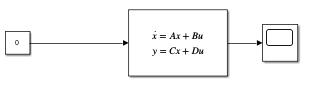 0
ẋ = Ax + Bu
y = Cx + Du